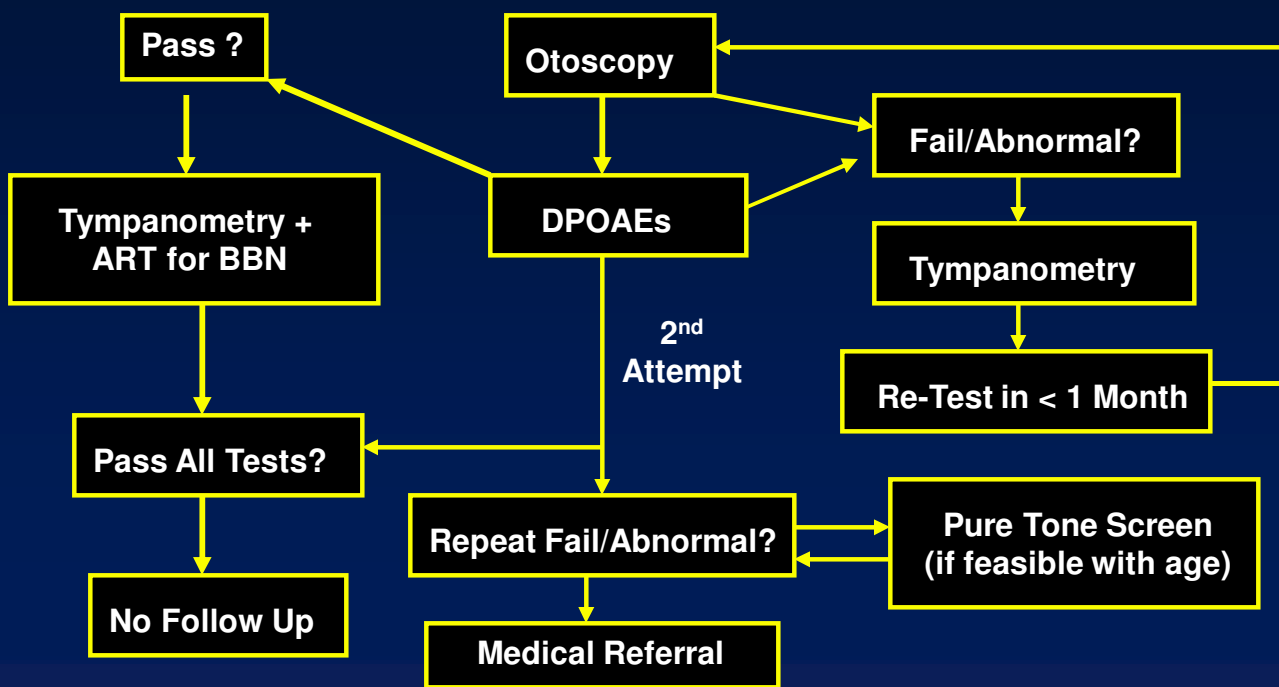 Pass ?
Otoscopy
Fail/Abnormal?
Tympanometry +
ART for BBN
DPOAEs
Tympanometry
2nd
Attempt
Re-Test in < 1 Month
Pass All Tests?
Repeat Fail/Abnormal?
Pure Tone Screen
(if feasible with age)
No Follow Up
Medical Referral